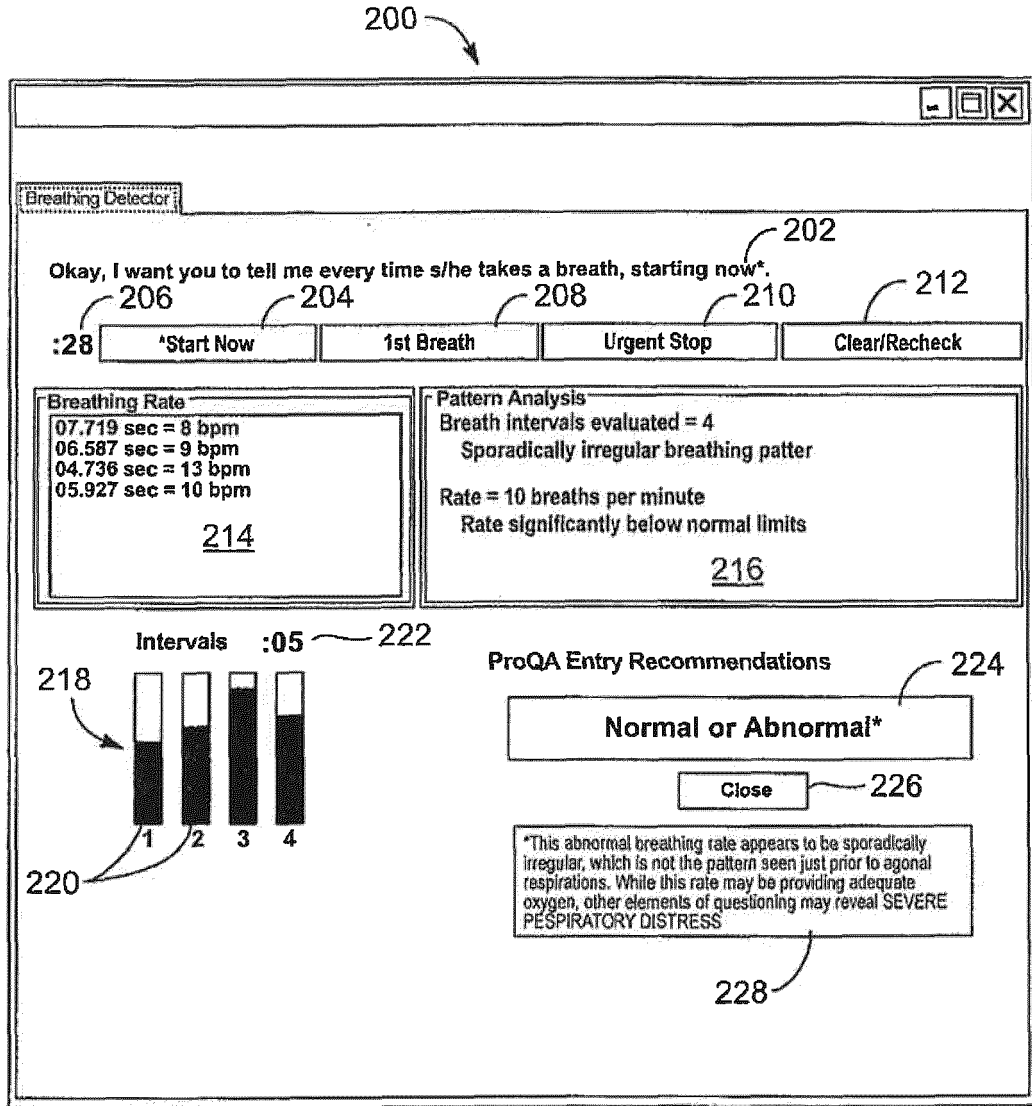 200
Breathing Detector
202
Okay, I want you to tell me every time s/he takes a breath, starting now*.
206 204 208 210 212
:28 *Start Now 1st Breath Urgent Stop Clear/Recheck
Breathing Rate
07.719 sec = 8 bpm
06.587 sec = 9 bpm
04.736 sec = 13 bpm
05.927 sec = 10 bpm
214
Pattern Analysis
Breath intervals evaluated = 4
Sporadically irregular breathing patter
Rate = 10 breaths per minute
Rate significantly below normal limits
216
Intervals :05 222
218
1 2 3 4
220
ProQA Entry Recommendations
224
Normal or Abnormal*
Close 226
*This abnormal breathing rate appears to be sporadically
irregular, which is not the pattern seen just prior to agonal
respirations. While this rate may be providing adequate
oxygen, other elements of questioning may reveal SEVERE
PESPIRATORY DISTRESS
228